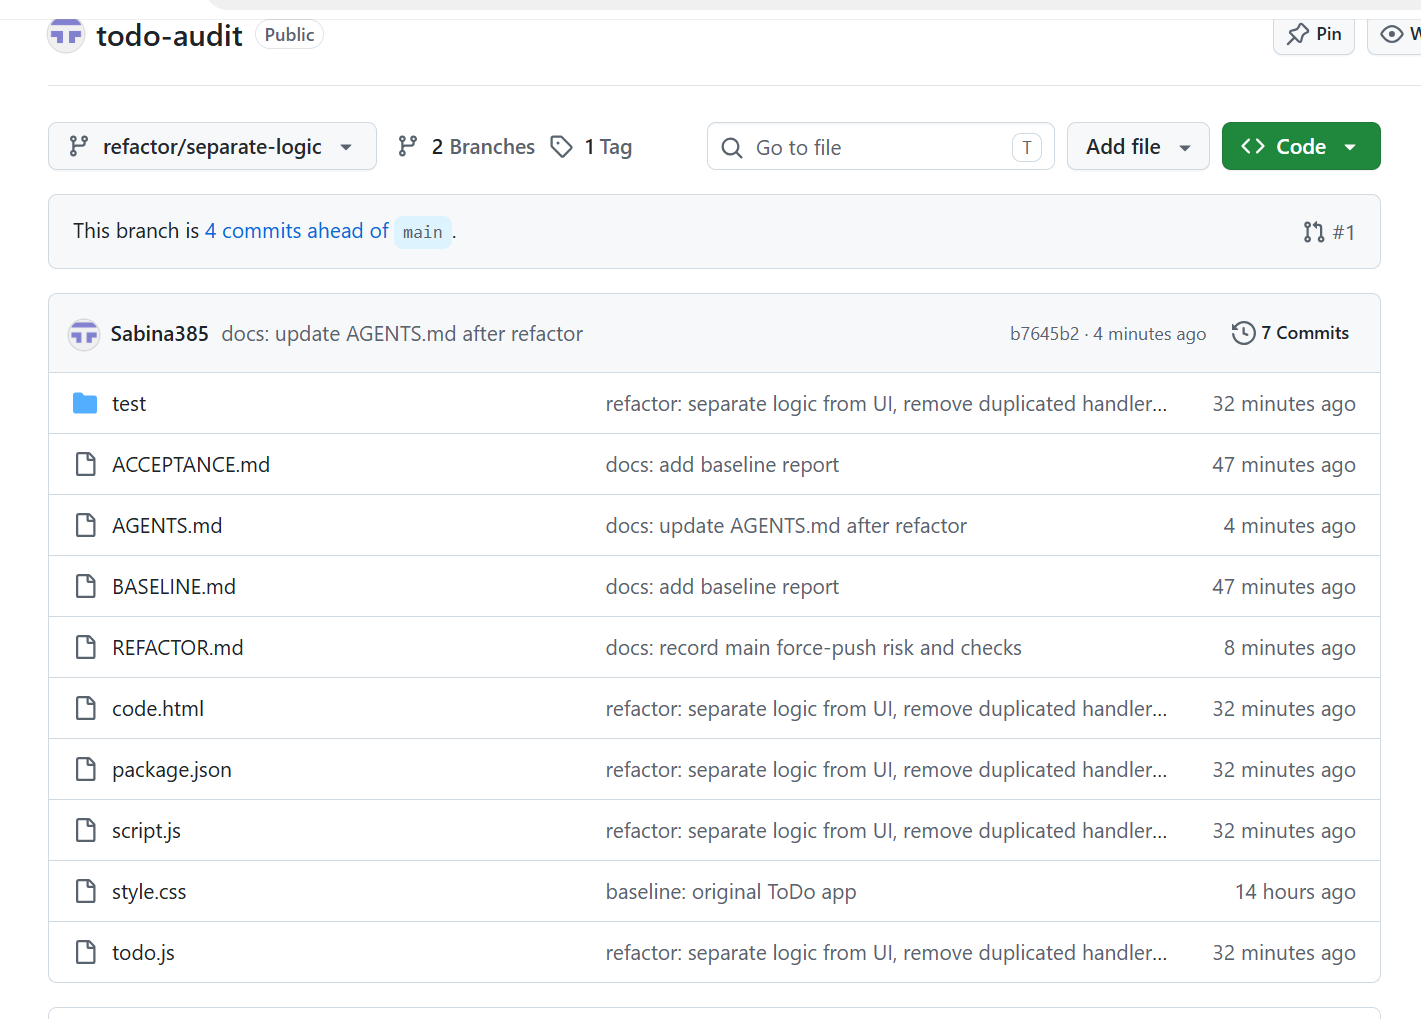 todo-audit Public Pin
refactor/separate-logic 2 Branches 1 Tag Go to file T Add file Code
This branch is 4 commits ahead of main . #1
Sabina385 docs: update AGENTS.md after refactor b7645b2 · 4 minutes ago 7 Commits
test refactor: separate logic from UI, remove duplicated handler... 32 minutes ago
ACCEPTANCE.md docs: add baseline report 47 minutes ago
AGENTS.md docs: update AGENTS.md after refactor 4 minutes ago
BASELINE.md docs: add baseline report 47 minutes ago
REFACTOR.md docs: record main force-push risk and checks 8 minutes ago
code.html refactor: separate logic from UI, remove duplicated handler... 32 minutes ago
package.json refactor: separate logic from UI, remove duplicated handler... 32 minutes ago
script.js refactor: separate logic from UI, remove duplicated handler... 32 minutes ago
style.css baseline: original ToDo app 14 hours ago
todo.js refactor: separate logic from UI, remove duplicated handler... 32 minutes ago